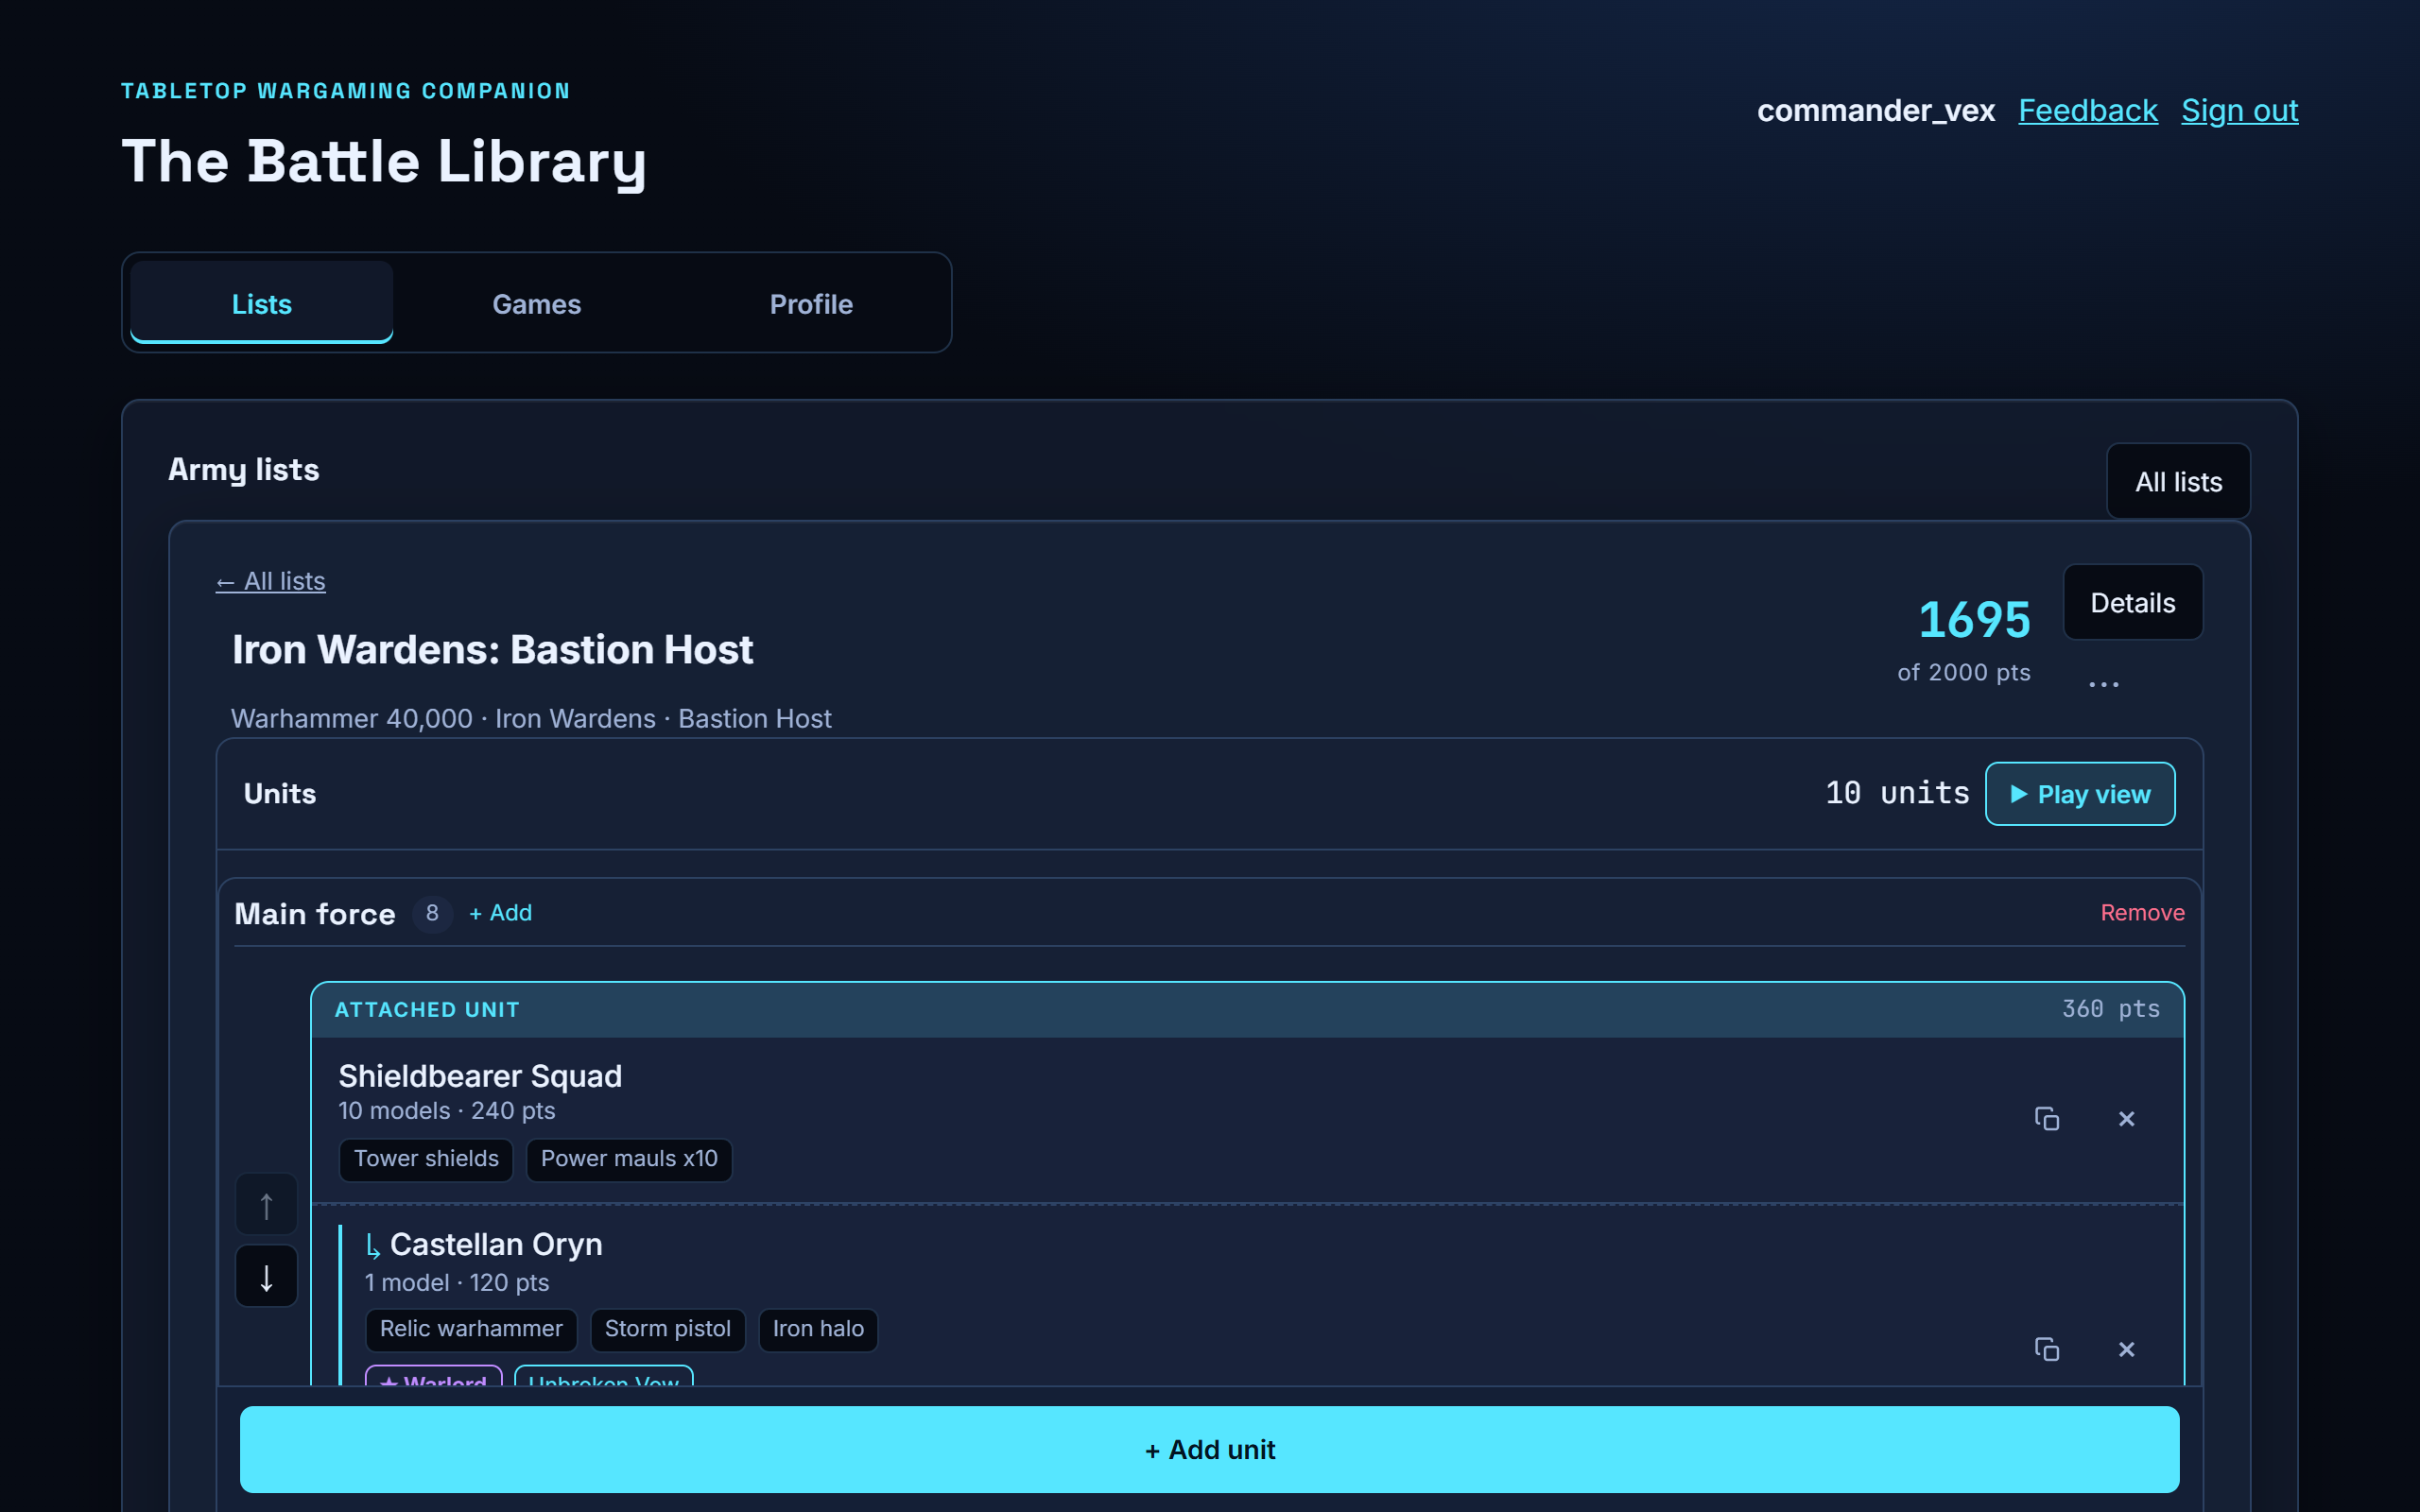 TABLETOP WARGAMING COMPANION
The Battle Library
commander_vex Feedback Sign out
Lists Games Profile
Army lists
All lists
← All lists
Iron Wardens: Bastion Host
Warhammer 40,000 · Iron Wardens · Bastion Host
1695
of 2000 pts
Details
...
Units
10 units ▶ Play view
Main force 8 + Add
Remove
ATTACHED UNIT 360 pts
Shieldbearer Squad
10 models · 240 pts
Tower shields Power mauls x10
↑
↓
↳ Castellan Oryn
1 model · 120 pts
Relic warhammer Storm pistol Iron halo
★ Warlord Unbroken Vow
+ Add unit